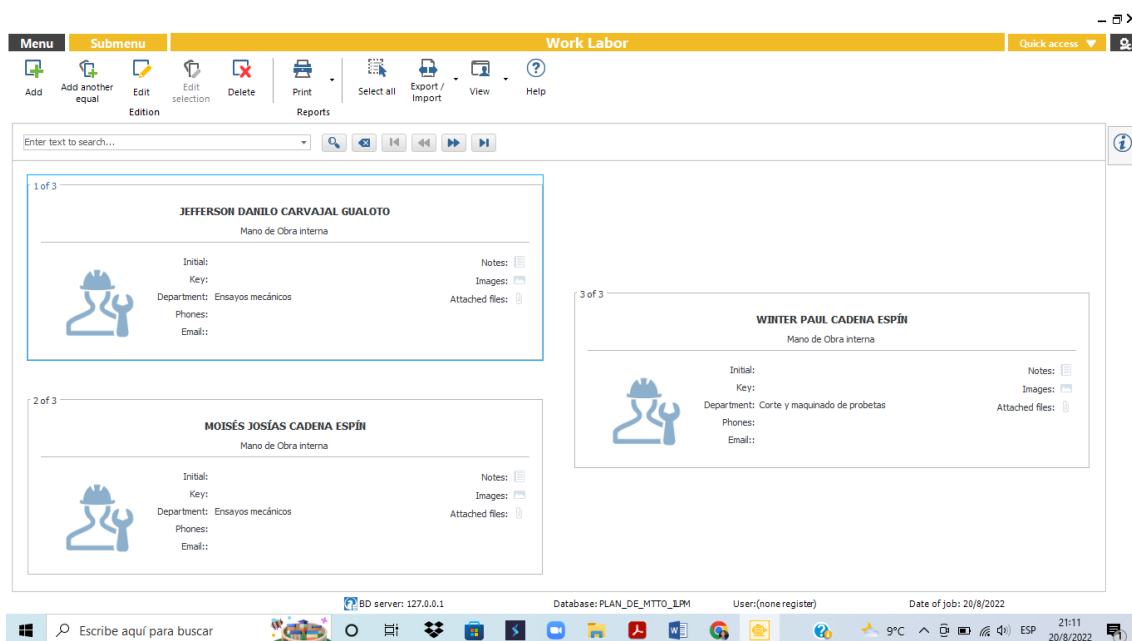 Menu Submenu Work Labor Quick access
Add Add another equal Edit Edit selection Delete Print Select all Export / Import View Help
Edition Reports
Enter text to search...
1 of 3
JEFFERSON DANILO CARVAJAL GUALOTO
Mano de Obra interna
Initial: Notes:
Key: Images:
Department: Ensayos mecánicos Attached files:
Phones:
Email::
2 of 3
MOISÉS JOSÍAS CADENA ESPÍN
Mano de Obra interna
Initial: Notes:
Key: Images:
Department: Ensayos mecánicos Attached files:
Phones:
Email::
3 of 3
WINTER PAUL CADENA ESPÍN
Mano de Obra interna
Initial: Notes:
Key: Images:
Department: Corte y maquinado de probetas Attached files:
Phones:
Email::
BD server: 127.0.0.1 Database: PLAN_DE_MTTO_ILPM User:(none register) Date of job: 20/8/2022
Escribe aquí para buscar 9°C ESP 21:11
20/8/2022